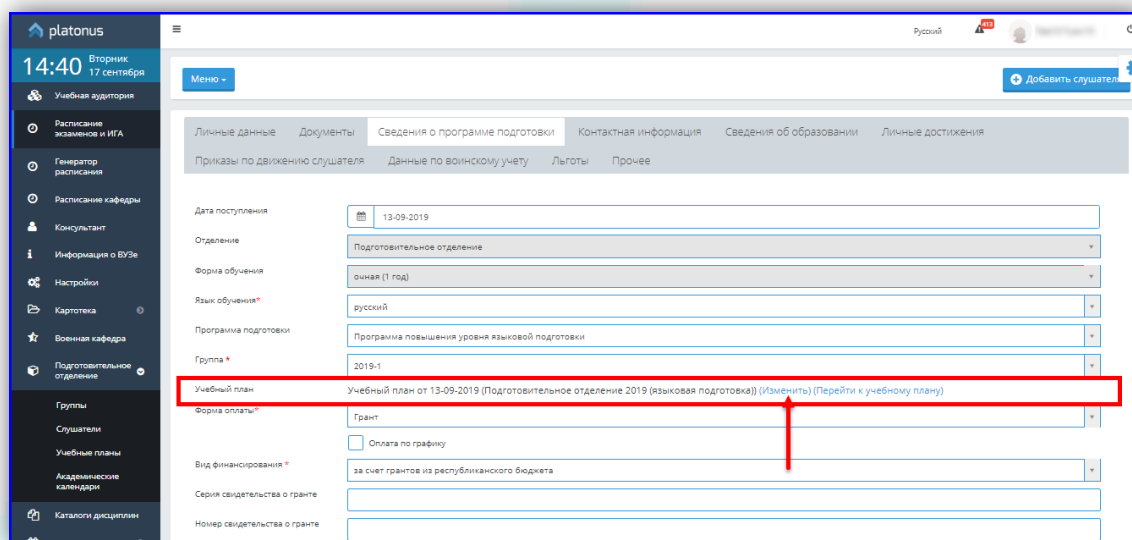 platonus
Русский
413
14:40 Вторник
17 сентября
Меню
Добавить слушателя
Учебная аудитория
Расписание
экзаменов и ИГА
Генератор
расписания
Расписание кафедры
Консультант
Информация о ВУЗе
Настройки
Картотека
Военная кафедра
Подготовительное
отделение
Группы
Слушатели
Учебные планы
Академические
календари
Каталоги дисциплин
Личные данные Документы Сведения о программе подготовки Контактная информация Сведения об образовании Личные достижения
Приказы по движению слушателя Данные по воинскому учету Льготы Прочее
Дата поступления 13-09-2019
Отделение Подготовительное отделение
Форма обучения очная (1 год)
Язык обучения* русский
Программа подготовки Программа повышения уровня языковой подготовки
Группа * 2019-1
Учебный план Учебный план от 13-09-2019 (Подготовительное отделение 2019 (языковая подготовка)) (Изменить) (Перейти к учебному плану)
Форма оплаты* Грант
Оплата по графику
Вид финансирования * за счет грантов из республиканского бюджета
Серия свидетельства о гранте
Номер свидетельства о гранте